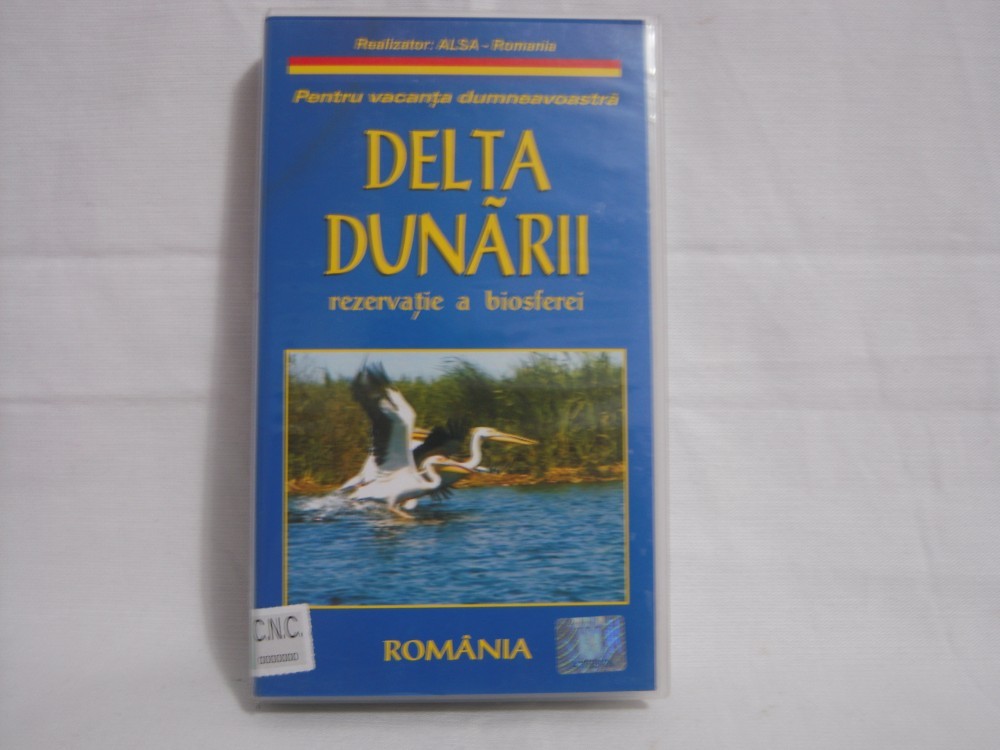 Realizator: ALSA - Romania
Pentru vacanța dumneavoastră
DELTA
DUNĂRII
rezervație a biosferei
C.N.C.
ROMÂNIA